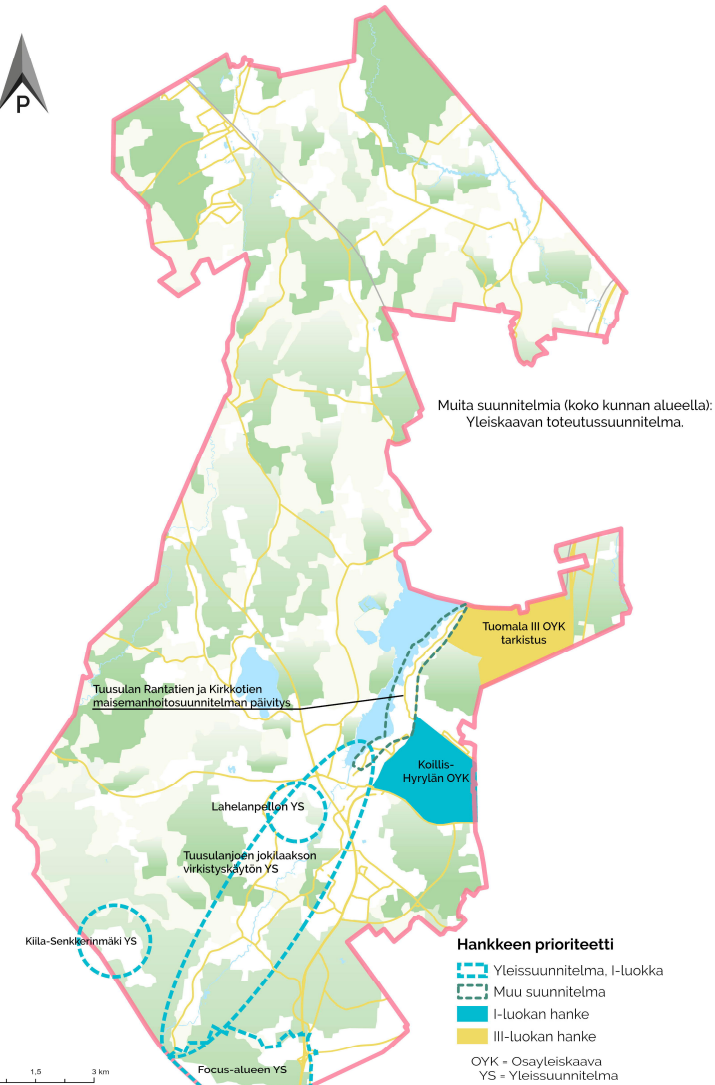 P
Muita suunnitelmia (koko kunnan alueella):
Yleiskaavan toteutussuunnitelma.
Tuomala III OYK
tarkistus
Tuusulan Rantatien ja Kirkkotien
maisemanhoitosuunnitelman päivitys
Koillis-
Hyrylän OYK
Lahelanpellon YS
Tuusulanjoen jokilaakson
virkistyskäytön YS
Kiila-Senkkerinmäki YS
Focus-alueen YS
Hankkeen prioriteetti
Yleissuunnitelma, I-luokka
Muu suunnitelma
I-luokan hanke
III-luokan hanke
OYK = Osayleiskaava
YS = Yleissuunnitelma
1,5 3 km